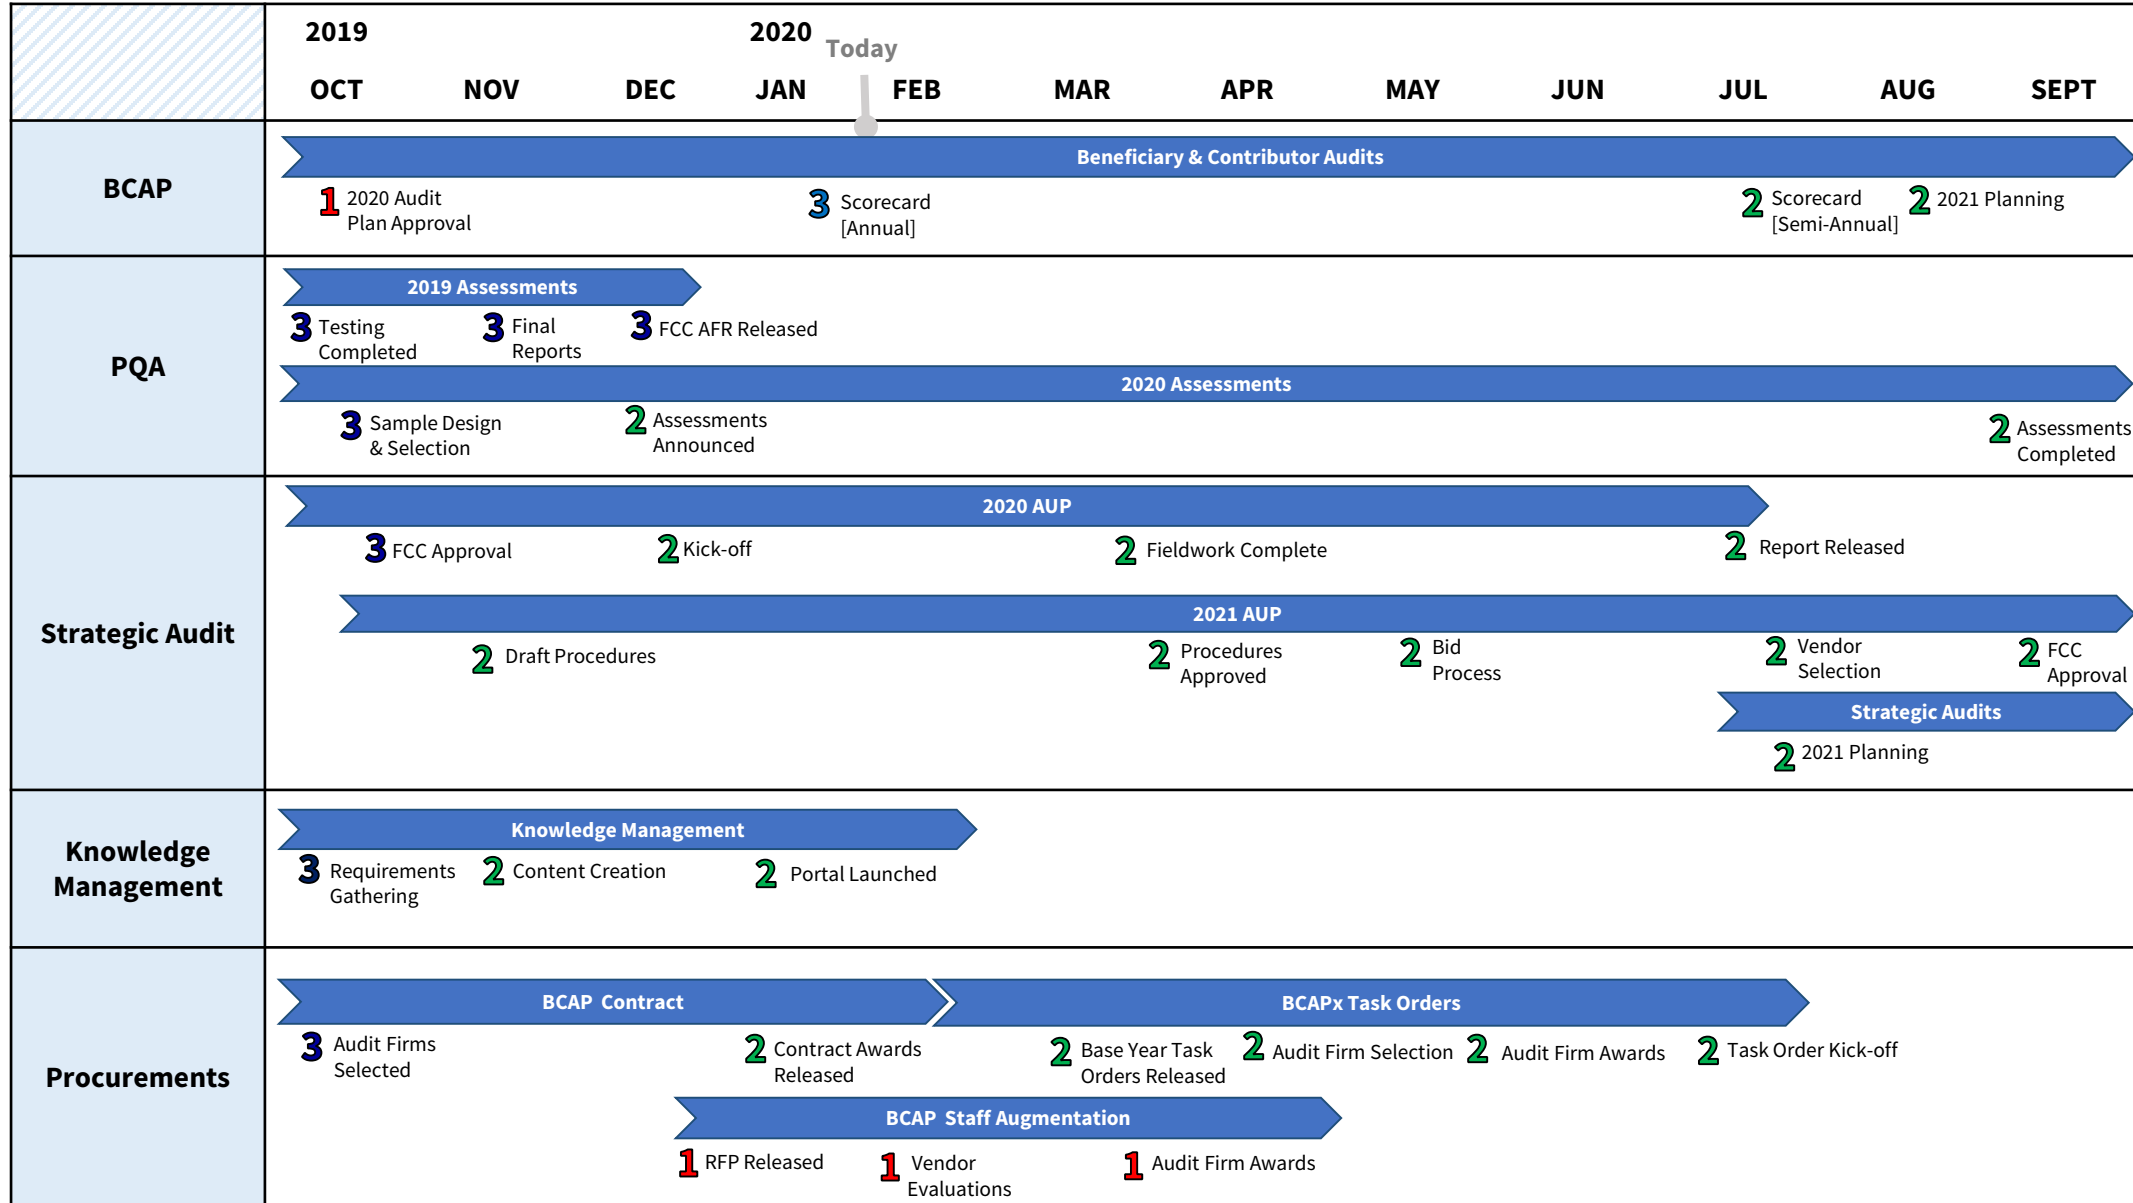 2019
2020
Today
OCT
NOV
DEC
JAN
FEB
MAR
APR
MAY
JUN
JUL
AUG
SEPT
BCAP
Beneficiary & Contributor Audits
1 2020 Audit
Plan Approval
3 Scorecard
[Annual]
2 Scorecard
[Semi-Annual]
2 2021 Planning
PQA
2019 Assessments
3 Testing
Completed
3 Final
Reports
3 FCC AFR Released
2020 Assessments
3 Sample Design
& Selection
2 Assessments
Announced
2 Assessments
Completed
Strategic Audit
2020 AUP
3 FCC Approval
2 Kick-off
2 Fieldwork Complete
2 Report Released
2021 AUP
2 Draft Procedures
2 Procedures
Approved
2 Bid
Process
2 Vendor
Selection
2 FCC
Approval
Strategic Audits
2 2021 Planning
Knowledge
Management
Knowledge Management
3 Requirements
Gathering
2 Content Creation
2 Portal Launched
Procurements
BCAP Contract
BCAPx Task Orders
3 Audit Firms
Selected
2 Contract Awards
Released
2 Base Year Task
Orders Released
2 Audit Firm Selection
2 Audit Firm Awards
2 Task Order Kick-off
BCAP Staff Augmentation
1 RFP Released
1 Vendor
Evaluations
1 Audit Firm Awards